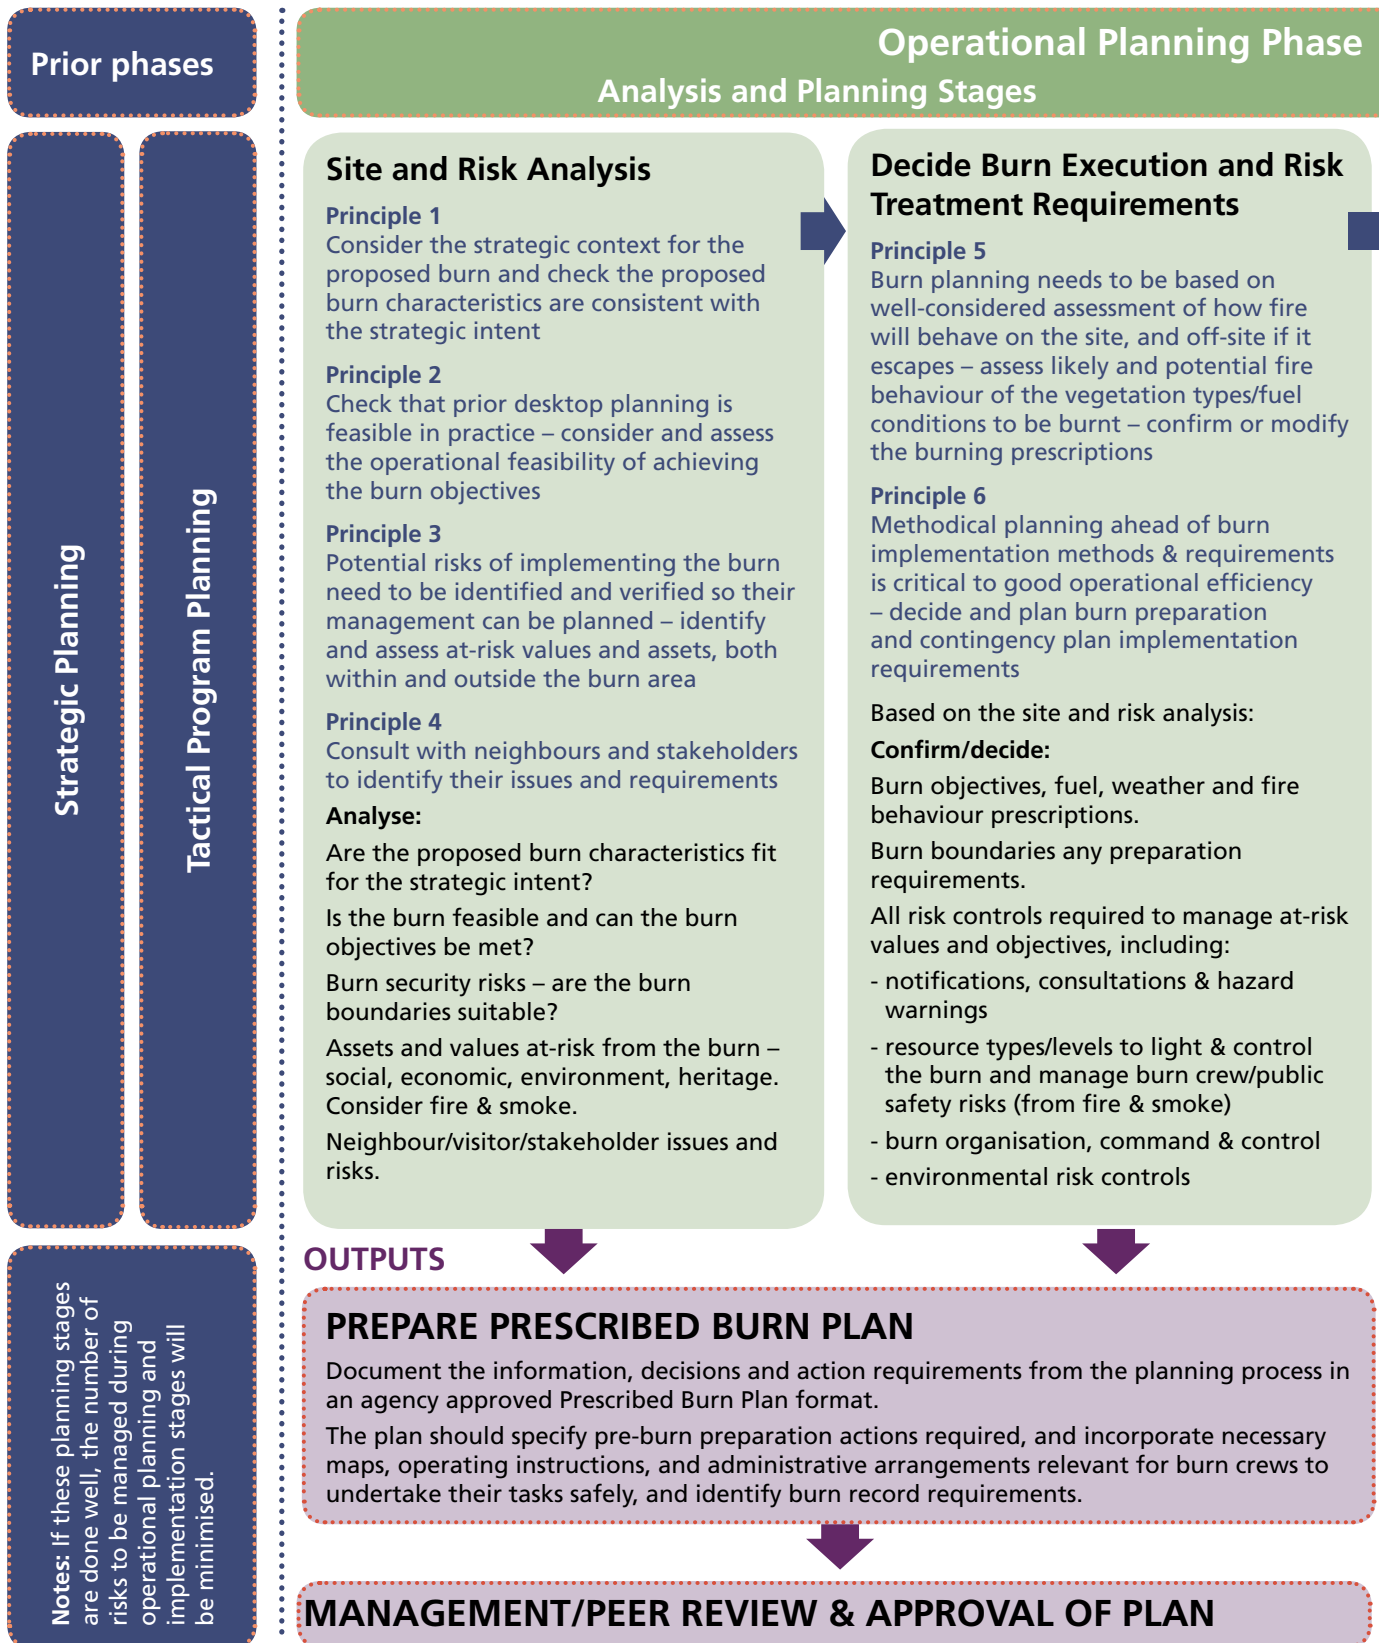 Prior phases
Strategic Planning
Tactical Program Planning
Notes: If these planning stages
are done well, the number of
risks to be managed during
operational planning and
implementation stages will
be minimised.
Operational Planning Phase
Analysis and Planning Stages
Site and Risk Analysis
Principle 1
Consider the strategic context for the
proposed burn and check the proposed
burn characteristics are consistent with
the strategic intent
Principle 2
Check that prior desktop planning is
feasible in practice – consider and assess
the operational feasibility of achieving
the burn objectives
Principle 3
Potential risks of implementing the burn
need to be identified and verified so their
management can be planned – identify
and assess at-risk values and assets, both
within and outside the burn area
Principle 4
Consult with neighbours and stakeholders
to identify their issues and requirements
Analyse:
Are the proposed burn characteristics fit
for the strategic intent?
Is the burn feasible and can the burn
objectives be met?
Burn security risks – are the burn
boundaries suitable?
Assets and values at-risk from the burn –
social, economic, environment, heritage.
Consider fire & smoke.
Neighbour/visitor/stakeholder issues and
risks.
Decide Burn Execution and Risk
Treatment Requirements
Principle 5
Burn planning needs to be based on
well-considered assessment of how fire
will behave on the site, and off-site if it
escapes – assess likely and potential fire
behaviour of the vegetation types/fuel
conditions to be burnt – confirm or modify
the burning prescriptions
Principle 6
Methodical planning ahead of burn
implementation methods & requirements
is critical to good operational efficiency
– decide and plan burn preparation
and contingency plan implementation
requirements
Based on the site and risk analysis:
Confirm/decide:
Burn objectives, fuel, weather and fire
behaviour prescriptions.
Burn boundaries any preparation
requirements.
All risk controls required to manage at-risk
values and objectives, including:
- notifications, consultations & hazard
warnings
- resource types/levels to light & control
the burn and manage burn crew/public
safety risks (from fire & smoke)
- burn organisation, command & control
- environmental risk controls
OUTPUTS
PREPARE PRESCRIBED BURN PLAN
Document the information, decisions and action requirements from the planning process in
an agency approved Prescribed Burn Plan format.
The plan should specify pre-burn preparation actions required, and incorporate necessary
maps, operating instructions, and administrative arrangements relevant for burn crews to
undertake their tasks safely, and identify burn record requirements.
MANAGEMENT/PEER REVIEW & APPROVAL OF PLAN